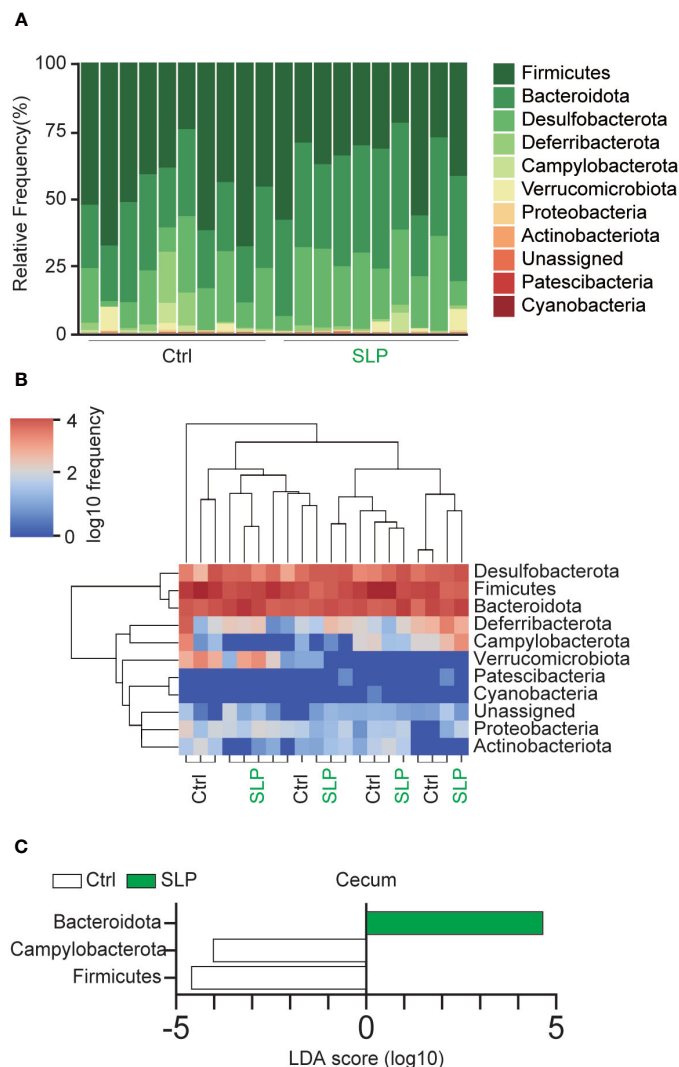 A
Relative Frequency(%)
100
75
50
25
0
Ctrl
SLP
Firmicutes
Bacteroidota
Desulfobacterota
Deferribacterota
Campylobacterota
Verrucomicrobiota
Proteobacteria
Actinobacteriota
Unassigned
Patescibacteria
Cyanobacteria
B
4
2
0
log10 frequency
Desulfobacterota
Fimicutes
Bacteroidota
Deferribacterota
Campylobacterota
Verrucomicrobiota
Patescibacteria
Cyanobacteria
Unassigned
Proteobacteria
Actinobacteriota
Ctrl SLP Ctrl SLP Ctrl SLP Ctrl SLP
C
Ctrl SLP Cecum
Bacteroidota
Campylobacterota
Firmicutes
-5 0 5
LDA score (log10)